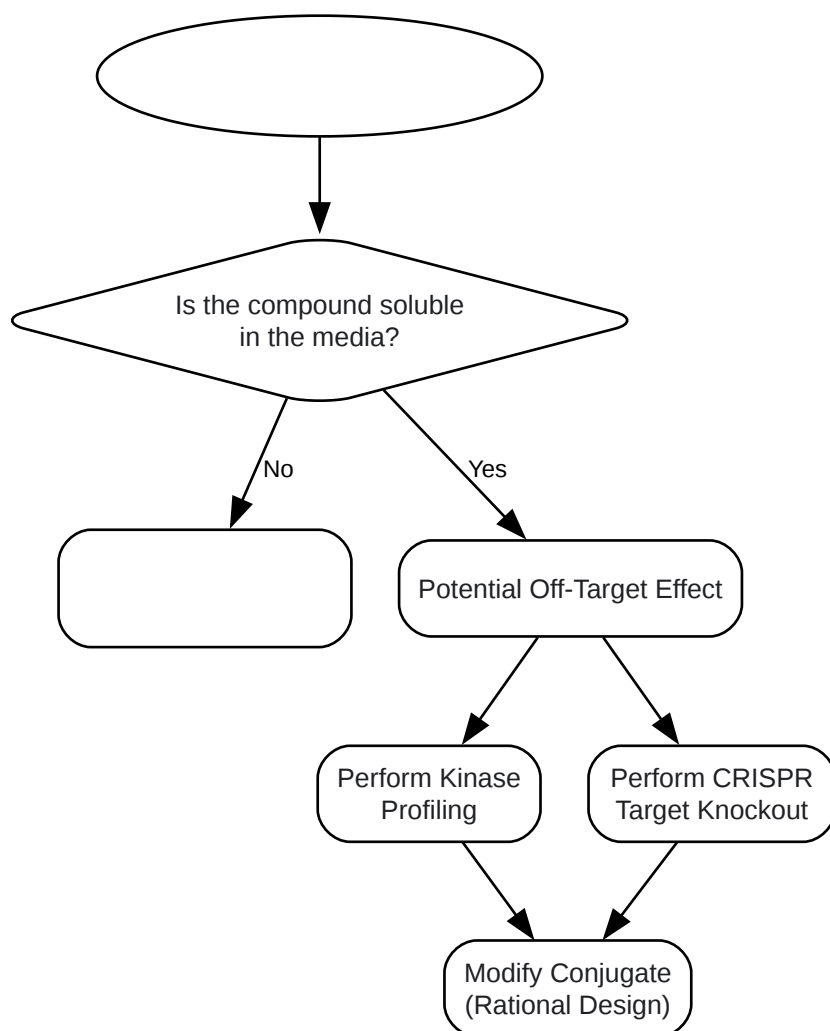 Is the compound soluble
in the media?
No
Yes
Potential Off-Target Effect
Perform Kinase
Profiling
Perform CRISPR
Target Knockout
Modify Conjugate
(Rational Design)